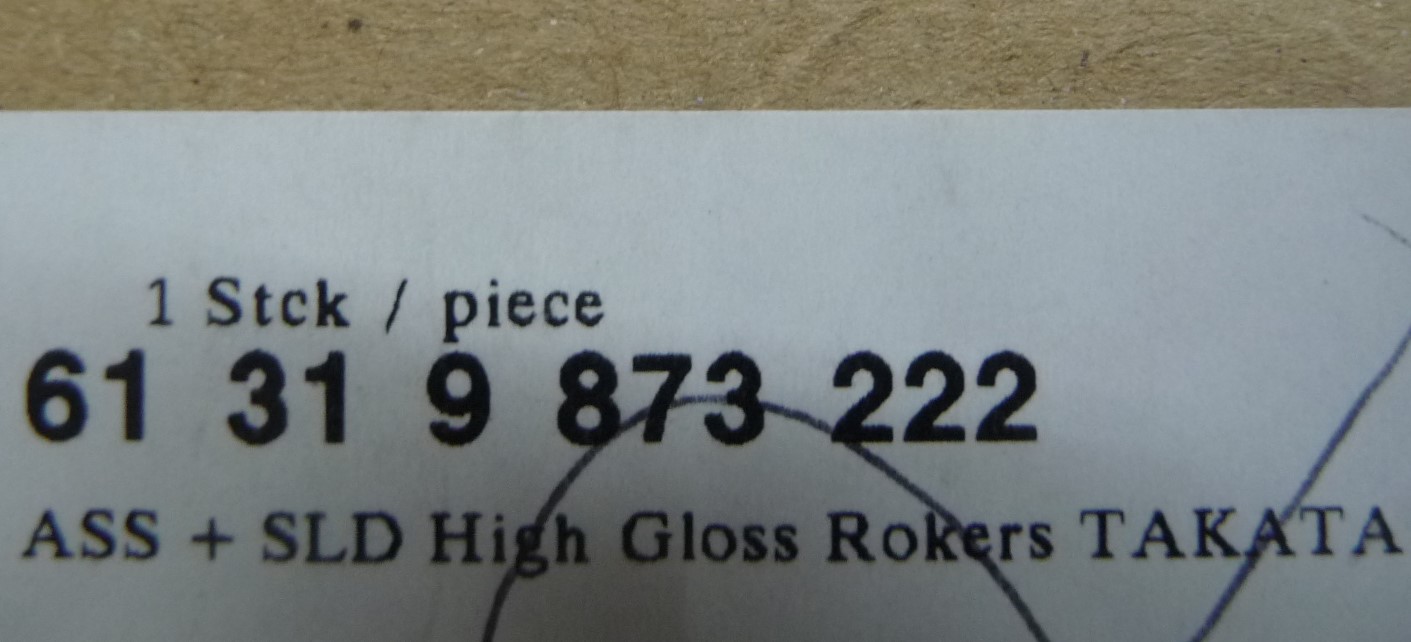 1 Stck / piece
61 31 9 873 222
ASS + SLD High Gloss Rokers TAKATA